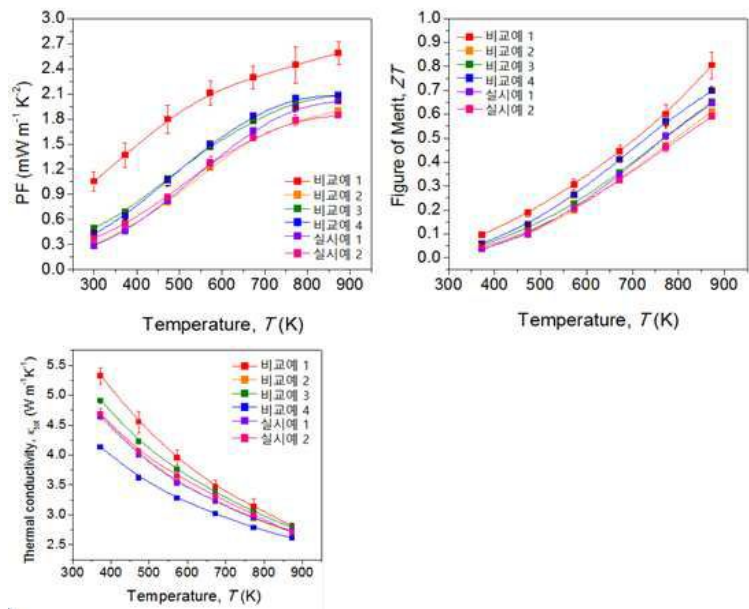 3.0
2.7
2.4
2.1
1.8
1.5
1.2
0.9
0.6
0.3
0.0
PF (mW m⁻¹ K⁻²)
비교예 1
비교예 2
비교예 3
비교예 4
실시예 1
실시예 2
300 400 500 600 700 800 900
Temperature, T (K)
1.0
0.9
0.8
0.7
0.6
0.5
0.4
0.3
0.2
0.1
0.0
Figure of Merit, ZT
비교예 1
비교예 2
비교예 3
비교예 4
실시예 1
실시예 2
300 400 500 600 700 800 900
Temperature, T (K)
5.5
5.0
4.5
4.0
3.5
3.0
2.5
Thermal conductivity, κtot (W m⁻¹K⁻¹)
비교예 1
비교예 2
비교예 3
비교예 4
실시예 1
실시예 2
300 400 500 600 700 800 900
Temperature, T (K)